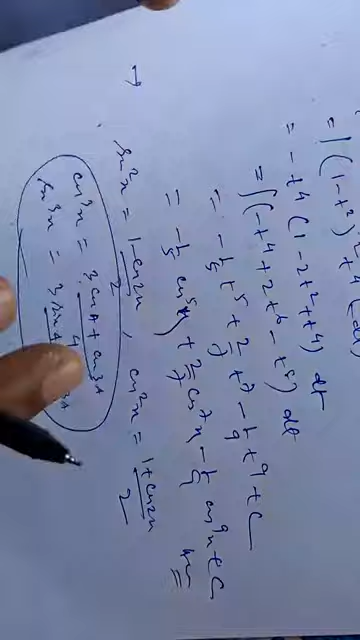 = ∫ (1-t²)² t⁴ (-dt)
= -t⁴ (1-2t²+t⁴) dt
= ∫(-t⁴ + 2t⁶ - t⁸) dt
= -1/5 t⁵ + 2/7 t⁷ - 1/9 t⁹ + C
= -1/5 cos⁵x + 2/7 cos⁷x - 1/9 cos⁹x + C
→ sin²x = 1-cos2x/2 , cos²x = 1+cos2x/2
cos³x = 3cosx + cos3x/4
sin³x = 3 sinx